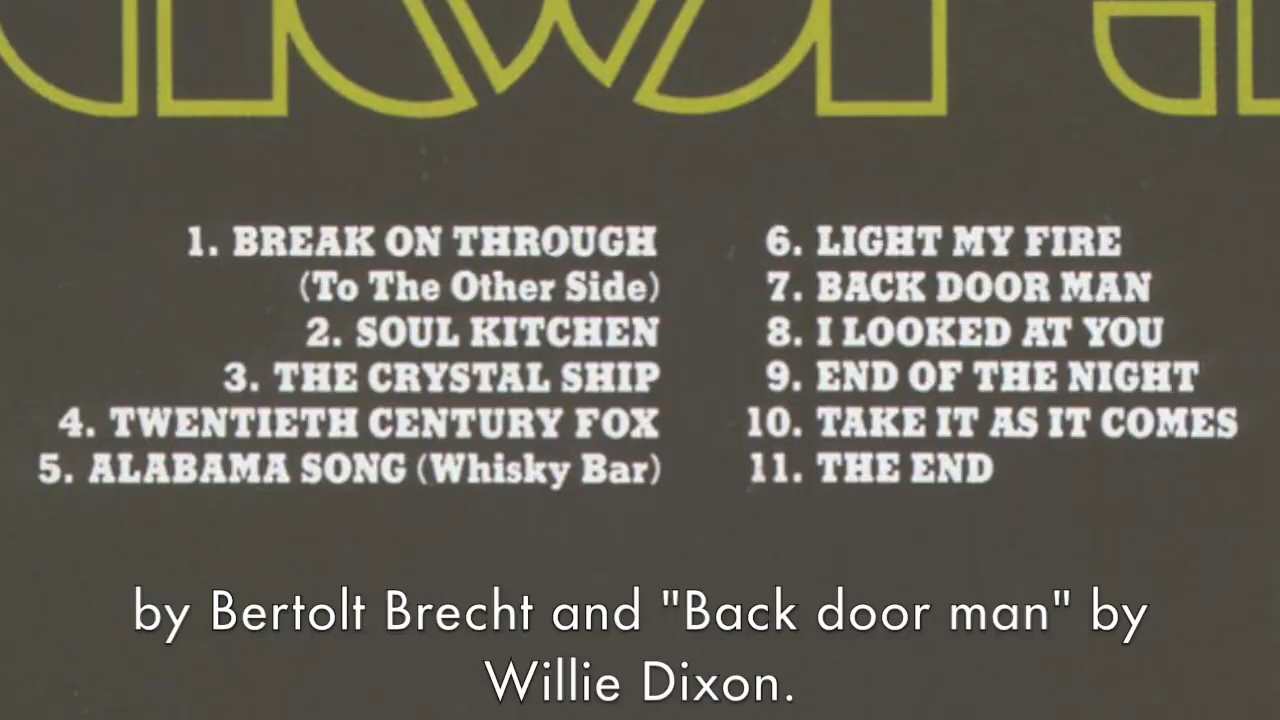 1. BREAK ON THROUGH
(To The Other Side)
2. SOUL KITCHEN
3. THE CRYSTAL SHIP
4. TWENTIETH CENTURY FOX
5. ALABAMA SONG (Whisky Bar)
6. LIGHT MY FIRE
7. BACK DOOR MAN
8. I LOOKED AT YOU
9. END OF THE NIGHT
10. TAKE IT AS IT COMES
11. THE END
by Bertolt Brecht and "Back door man" by
Willie Dixon.